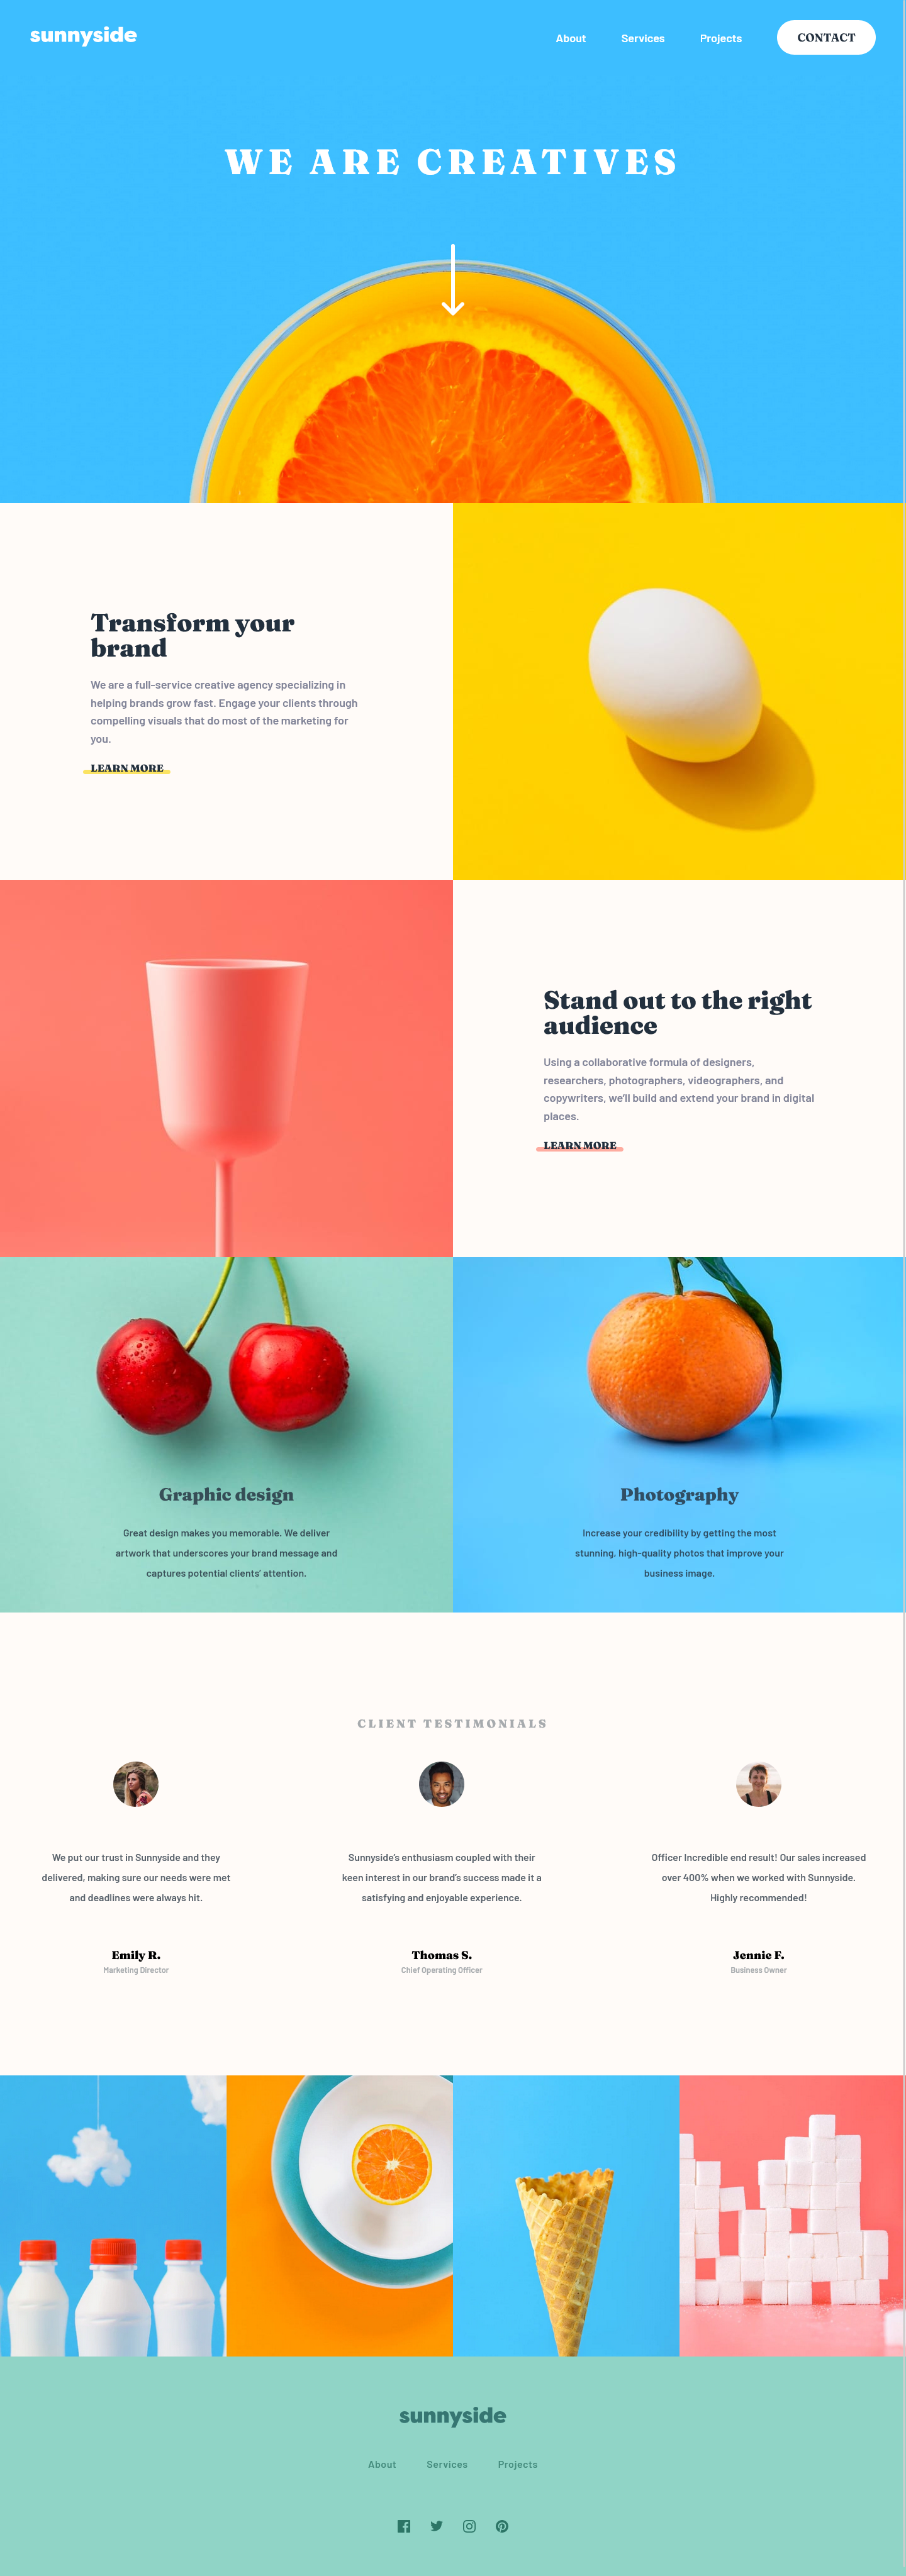 sunnyside
About Services Projects CONTACT
WE ARE CREATIVES
Transform your
brand
We are a full-service creative agency specializing in
helping brands grow fast. Engage your clients through
compelling visuals that do most of the marketing for
you.
LEARN MORE
Stand out to the right
audience
Using a collaborative formula of designers,
researchers, photographers, videographers, and
copywriters, we'll build and extend your brand in digital
places.
LEARN MORE
Graphic design
Great design makes you memorable. We deliver
artwork that underscores your brand message and
captures potential clients' attention.
Photography
Increase your credibility by getting the most
stunning, high-quality photos that improve your
business image.
CLIENT TESTIMONIALS
We put our trust in Sunnyside and they
delivered, making sure our needs were met
and deadlines were always hit.
Emily R.
Marketing Director
Sunnyside's enthusiasm coupled with their
keen interest in our brand's success made it a
satisfying and enjoyable experience.
Thomas S.
Chief Operating Officer
Officer Incredible end result! Our sales increased
over 400% when we worked with Sunnyside.
Highly recommended!
Jennie F.
Business Owner
sunnyside
About Services Projects